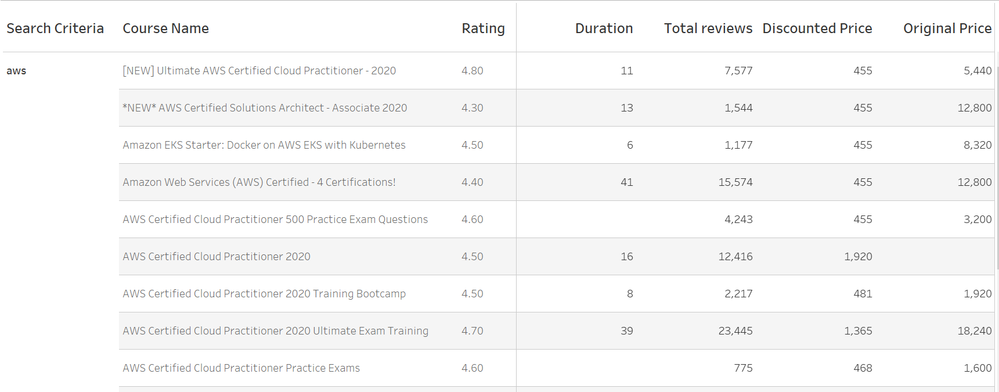 Search Criteria Course Name Rating Duration Total reviews Discounted Price Original Price
aws [NEW] Ultimate AWS Certified Cloud Practitioner - 2020 4.80 11 7,577 455 5,440
*NEW* AWS Certified Solutions Architect - Associate 2020 4.30 13 1,544 455 12,800
Amazon EKS Starter: Docker on AWS EKS with Kubernetes 4.50 6 1,177 455 8,320
Amazon Web Services (AWS) Certified - 4 Certifications! 4.40 41 15,574 455 12,800
AWS Certified Cloud Practitioner 500 Practice Exam Questions 4.60 4,243 455 3,200
AWS Certified Cloud Practitioner 2020 4.50 16 12,416 1,920
AWS Certified Cloud Practitioner 2020 Training Bootcamp 4.50 8 2,217 481 1,920
AWS Certified Cloud Practitioner 2020 Ultimate Exam Training 4.70 39 23,445 1,365 18,240
AWS Certified Cloud Practitioner Practice Exams 4.60 775 468 1,600